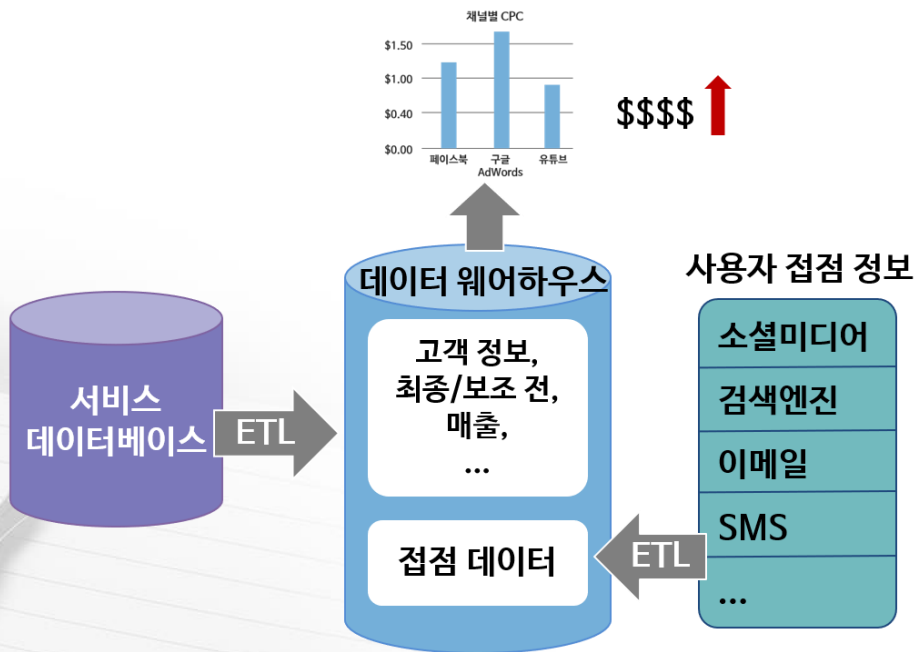 채널별 CPC
$1.50
$1.00
$0.40
$0.00
페이스북
구글
AdWords
유튜브
$$$$
데이터 웨어하우스
고객 정보,
최종/보조 전,
매출,
...
접점 데이터
서비스
데이터베이스
ETL
사용자 접점 정보
소셜미디어
검색엔진
이메일
SMS
...
ETL